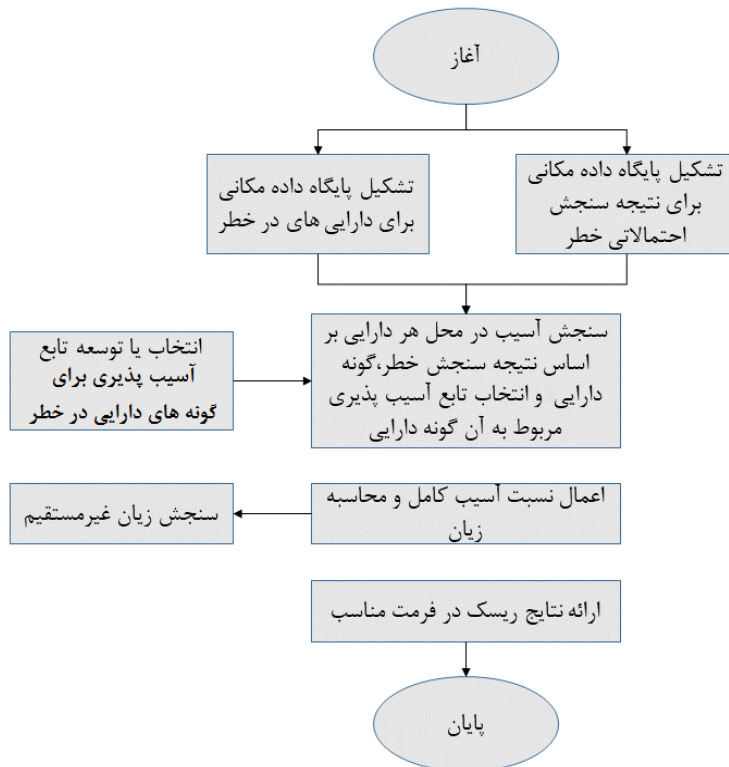 آغاز
تشکیل پایگاه داده مکانی
برای نتیجه سنجش
احتمالاتی خطر
تشکیل پایگاه داده مکانی
برای دارایی های در خطر
سنجش آسیب در محل هر دارایی بر
اساس نتیجه سنجش خطر،گونه
دارایی و انتخاب تابع آسیب پذیری
مربوط به آن گونه دارایی
انتخاب یا توسعه تابع
آسیب پذیری برای
گونه های دارایی در خطر
اعمال نسبت آسیب کامل و محاسبه
زیان
سنجش زیان غیرمستقیم
ارائه نتایج ریسک در فرمت مناسب
پایان